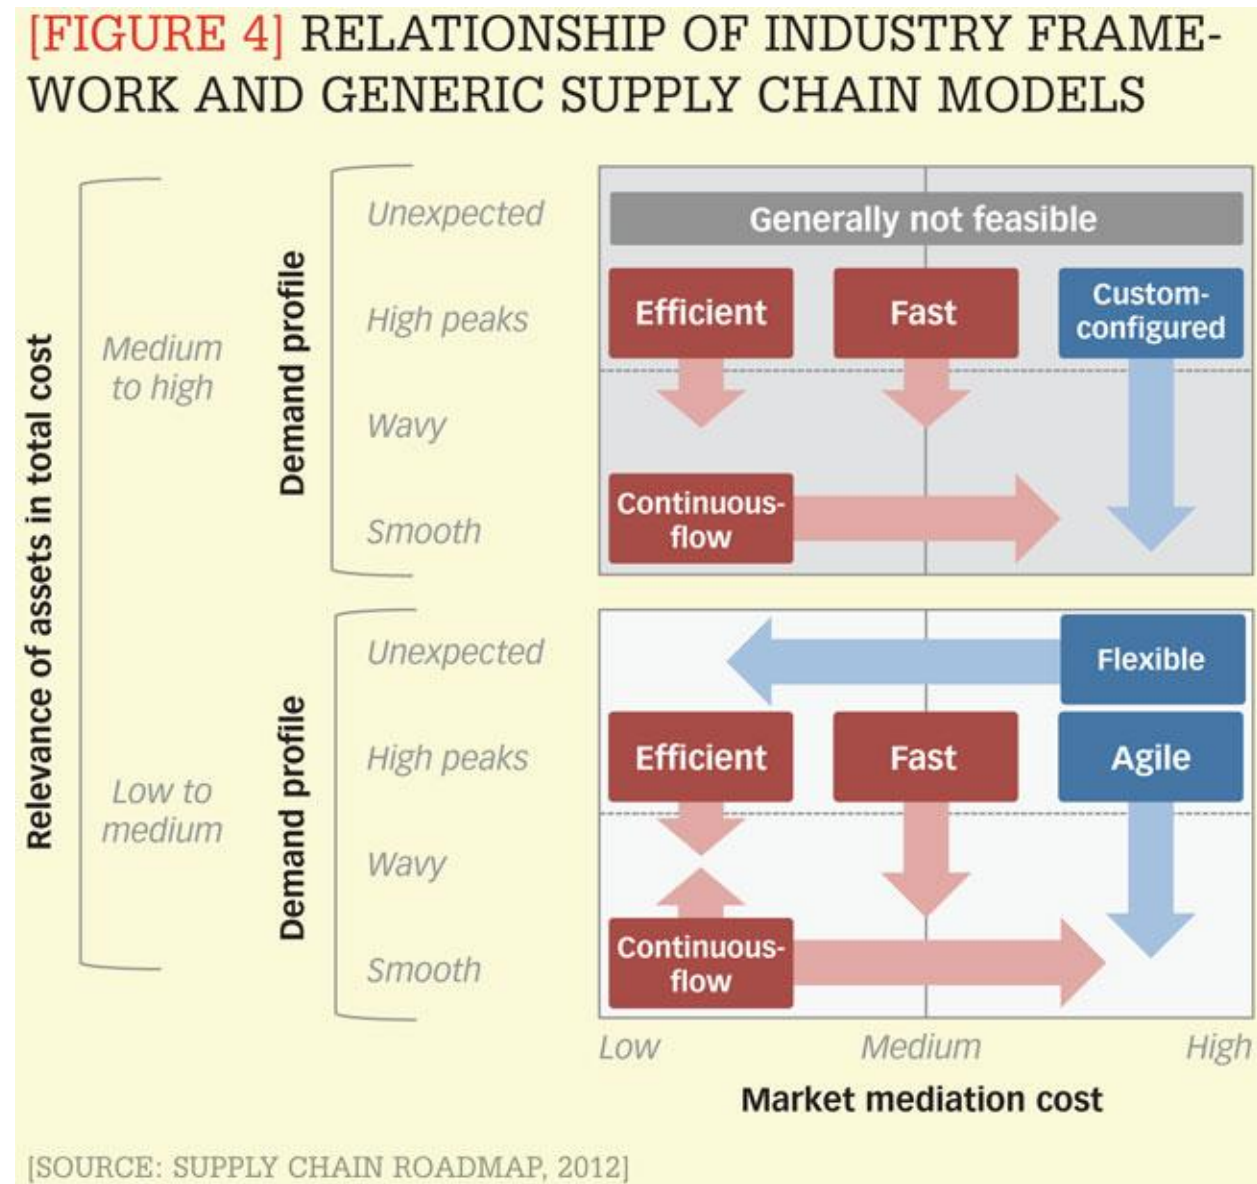 [FIGURE 4] RELATIONSHIP OF INDUSTRY FRAME-
WORK AND GENERIC SUPPLY CHAIN MODELS
Relevance of assets in total cost
Medium
to high
Demand profile
Unexpected
High peaks
Wavy
Smooth
Generally not feasible
Efficient
Fast
Custom-
configured
Continuous-
flow
Low to
medium
Demand profile
Unexpected
High peaks
Wavy
Smooth
Flexible
Efficient
Fast
Agile
Continuous-
flow
Low
Medium
High
Market mediation cost
[SOURCE: SUPPLY CHAIN ROADMAP, 2012]